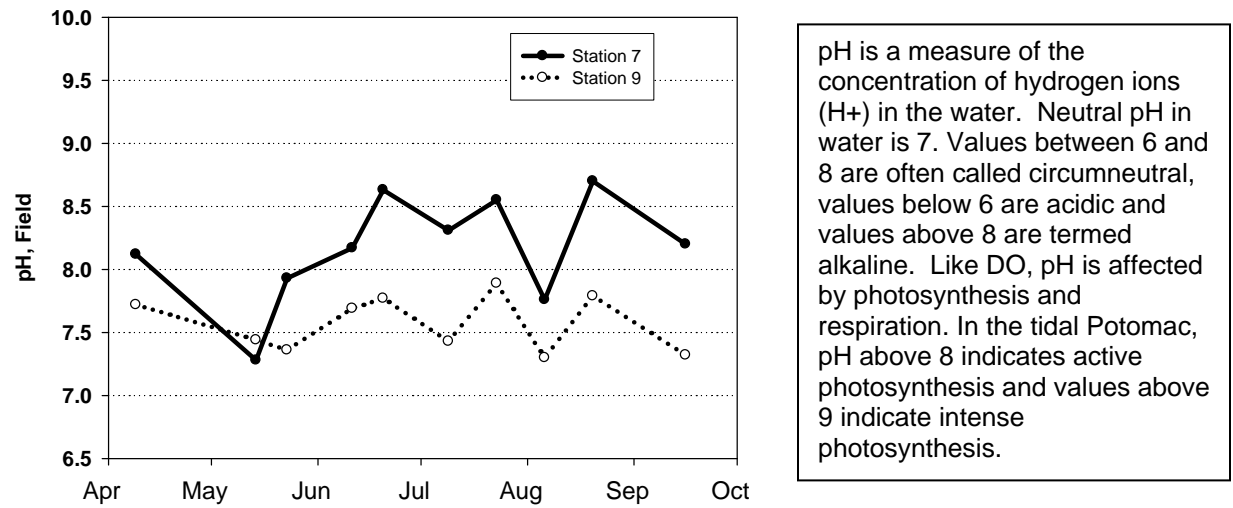 10.0
9.5
9.0
8.5
8.0
7.5
7.0
6.5
pH, Field
Apr May Jun Jul Aug Sep Oct
Station 7
Station 9
pH is a measure of the
concentration of hydrogen ions
(H+) in the water.  Neutral pH in
water is 7. Values between 6 and
8 are often called circumneutral,
values below 6 are acidic and
values above 8 are termed
alkaline.  Like DO, pH is affected
by photosynthesis and
respiration. In the tidal Potomac,
pH above 8 indicates active
photosynthesis and values above
9 indicate intense
photosynthesis.